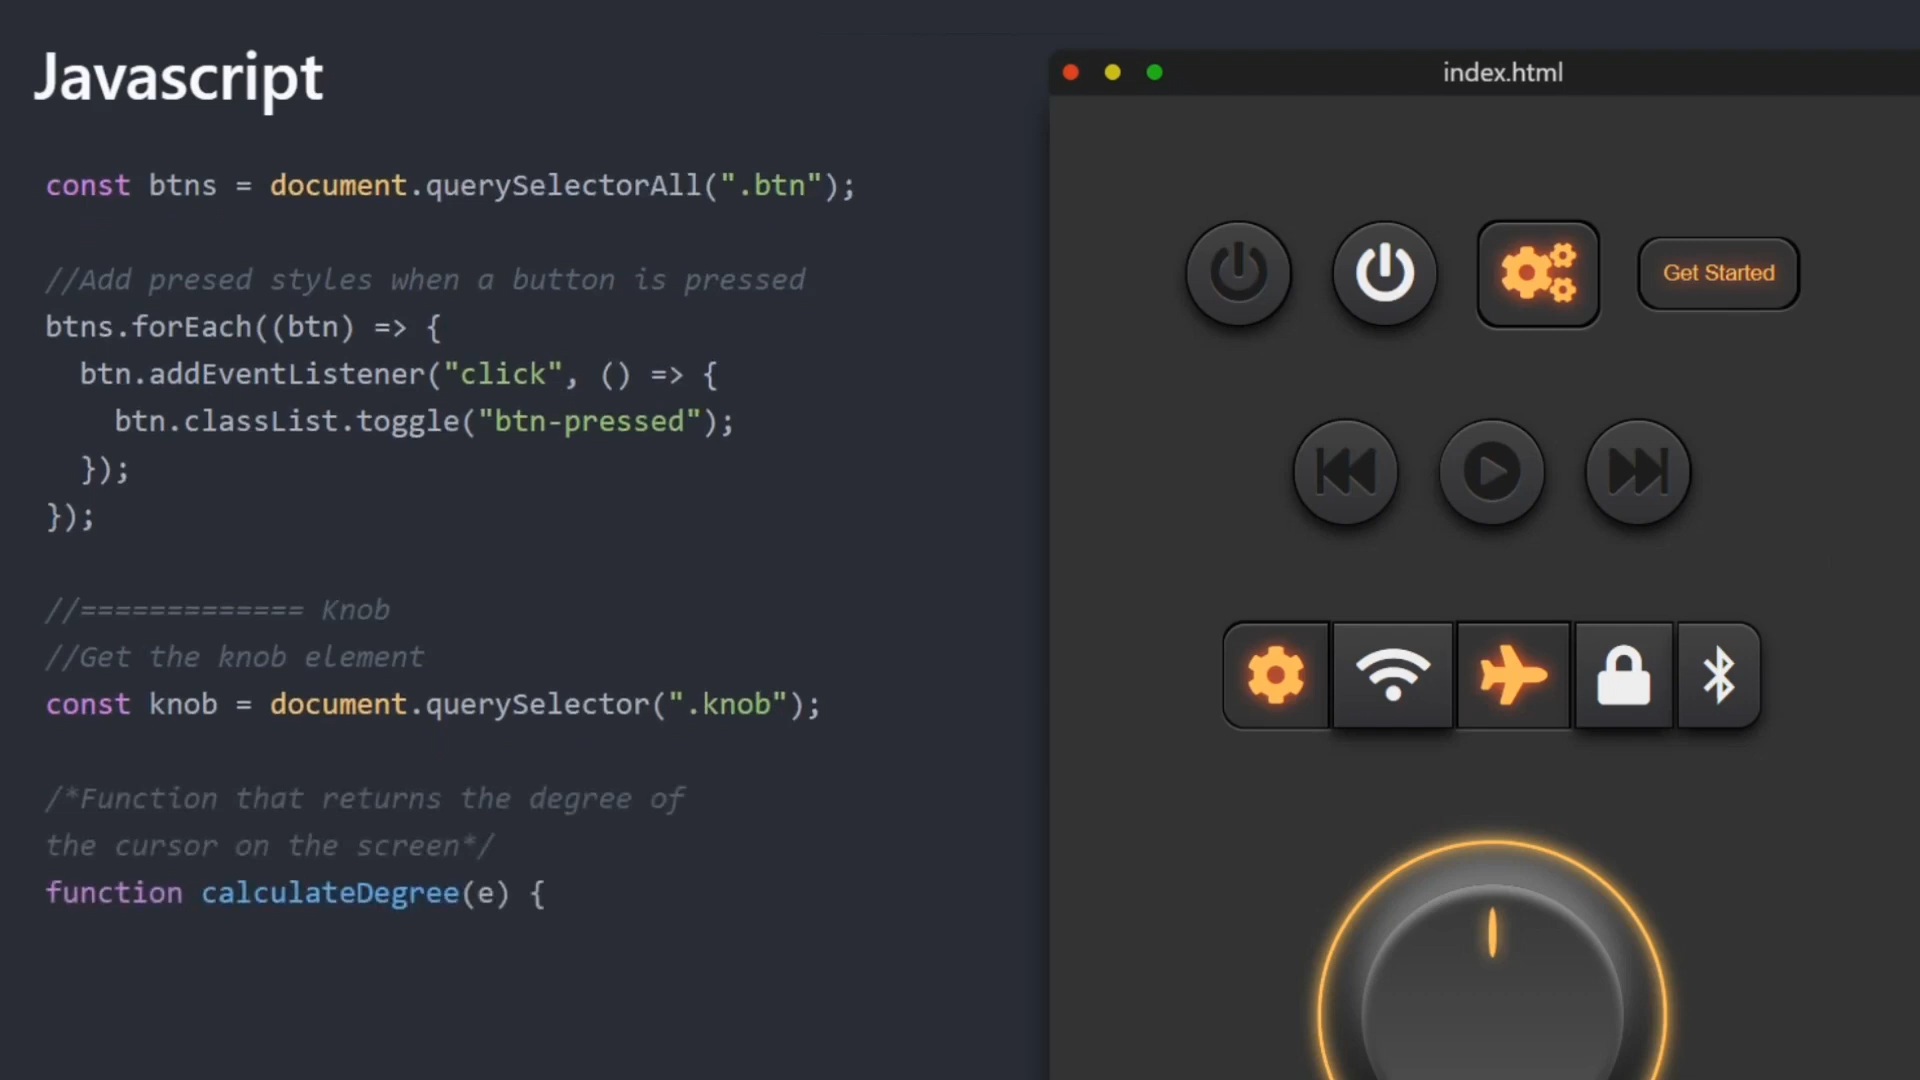 Javascript
const btns = document.querySelectorAll(".btn");
//Add presed styles when a button is pressed
btns.forEach((btn) => {
  btn.addEventListener("click", () => {
    btn.classList.toggle("btn-pressed");
  });
});
//============= Knob
//Get the knob element
const knob = document.querySelector(".knob");
/*Function that returns the degree of
the cursor on the screen*/
function calculateDegree(e) {
index.html
Get Started